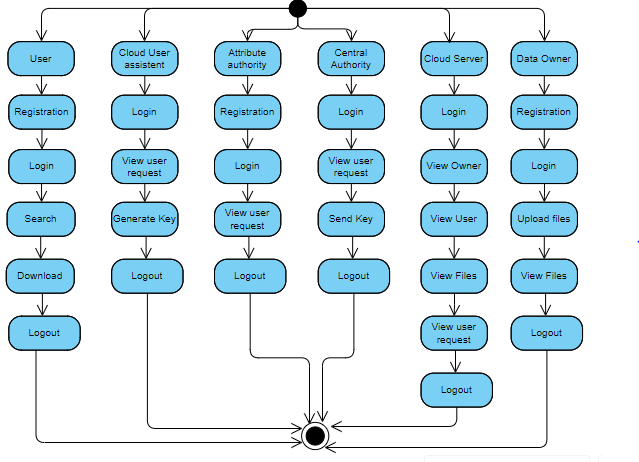 User
Cloud User
assistent
Attribute
authority
Central
Authority
Cloud Server
Data Owner
Registration
Login
Registration
Login
Login
Registration
Login
View user
request
Login
View user
request
View Owner
Login
Search
Generate Key
View user
request
Send Key
View User
Upload files
Download
Logout
Logout
Logout
View Files
View Files
Logout
View user
request
Logout
Logout